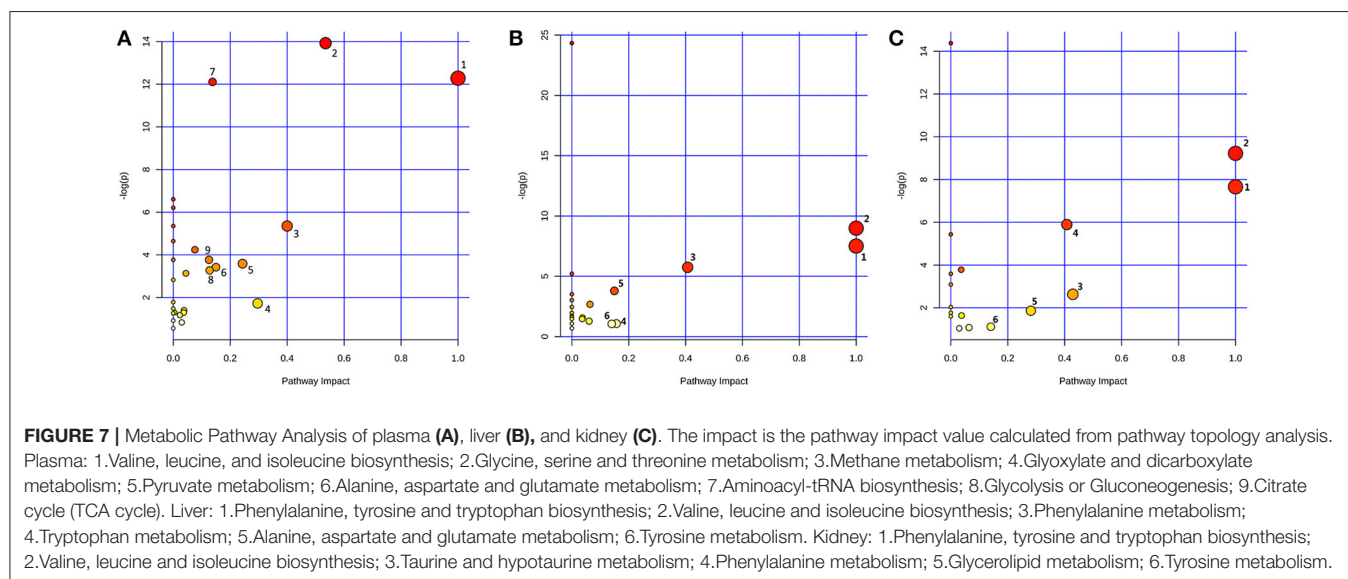 A
14
12
10
8
6
4
2
-log(p)
0.0 0.2 0.4 0.6 0.8 1.0
Pathway Impact
2
1
7
3
9
5
6
8
4
B
25
20
15
10
5
0
-log(p)
0.0 0.2 0.4 0.6 0.8 1.0
Pathway Impact
2
1
3
5
6
4
C
14
12
10
8
6
4
2
-log(p)
0.0 0.2 0.4 0.6 0.8 1.0
Pathway Impact
2
1
4
3
5
6
FIGURE 7 | Metabolic Pathway Analysis of plasma (A), liver (B), and kidney (C). The impact is the pathway impact value calculated from pathway topology analysis.
Plasma: 1.Valine, leucine, and isoleucine biosynthesis; 2.Glycine, serine and threonine metabolism; 3.Methane metabolism; 4.Glyoxylate and dicarboxylate
metabolism; 5.Pyruvate metabolism; 6.Alanine, aspartate and glutamate metabolism; 7.Aminoacyl-tRNA biosynthesis; 8.Glycolysis or Gluconeogenesis; 9.Citrate
cycle (TCA cycle). Liver: 1.Phenylalanine, tyrosine and tryptophan biosynthesis; 2.Valine, leucine and isoleucine biosynthesis; 3.Phenylalanine metabolism;
4.Tryptophan metabolism; 5.Alanine, aspartate and glutamate metabolism; 6.Tyrosine metabolism. Kidney: 1.Phenylalanine, tyrosine and tryptophan biosynthesis;
2.Valine, leucine and isoleucine biosynthesis; 3.Taurine and hypotaurine metabolism; 4.Phenylalanine metabolism; 5.Glycerolipid metabolism; 6.Tyrosine metabolism.